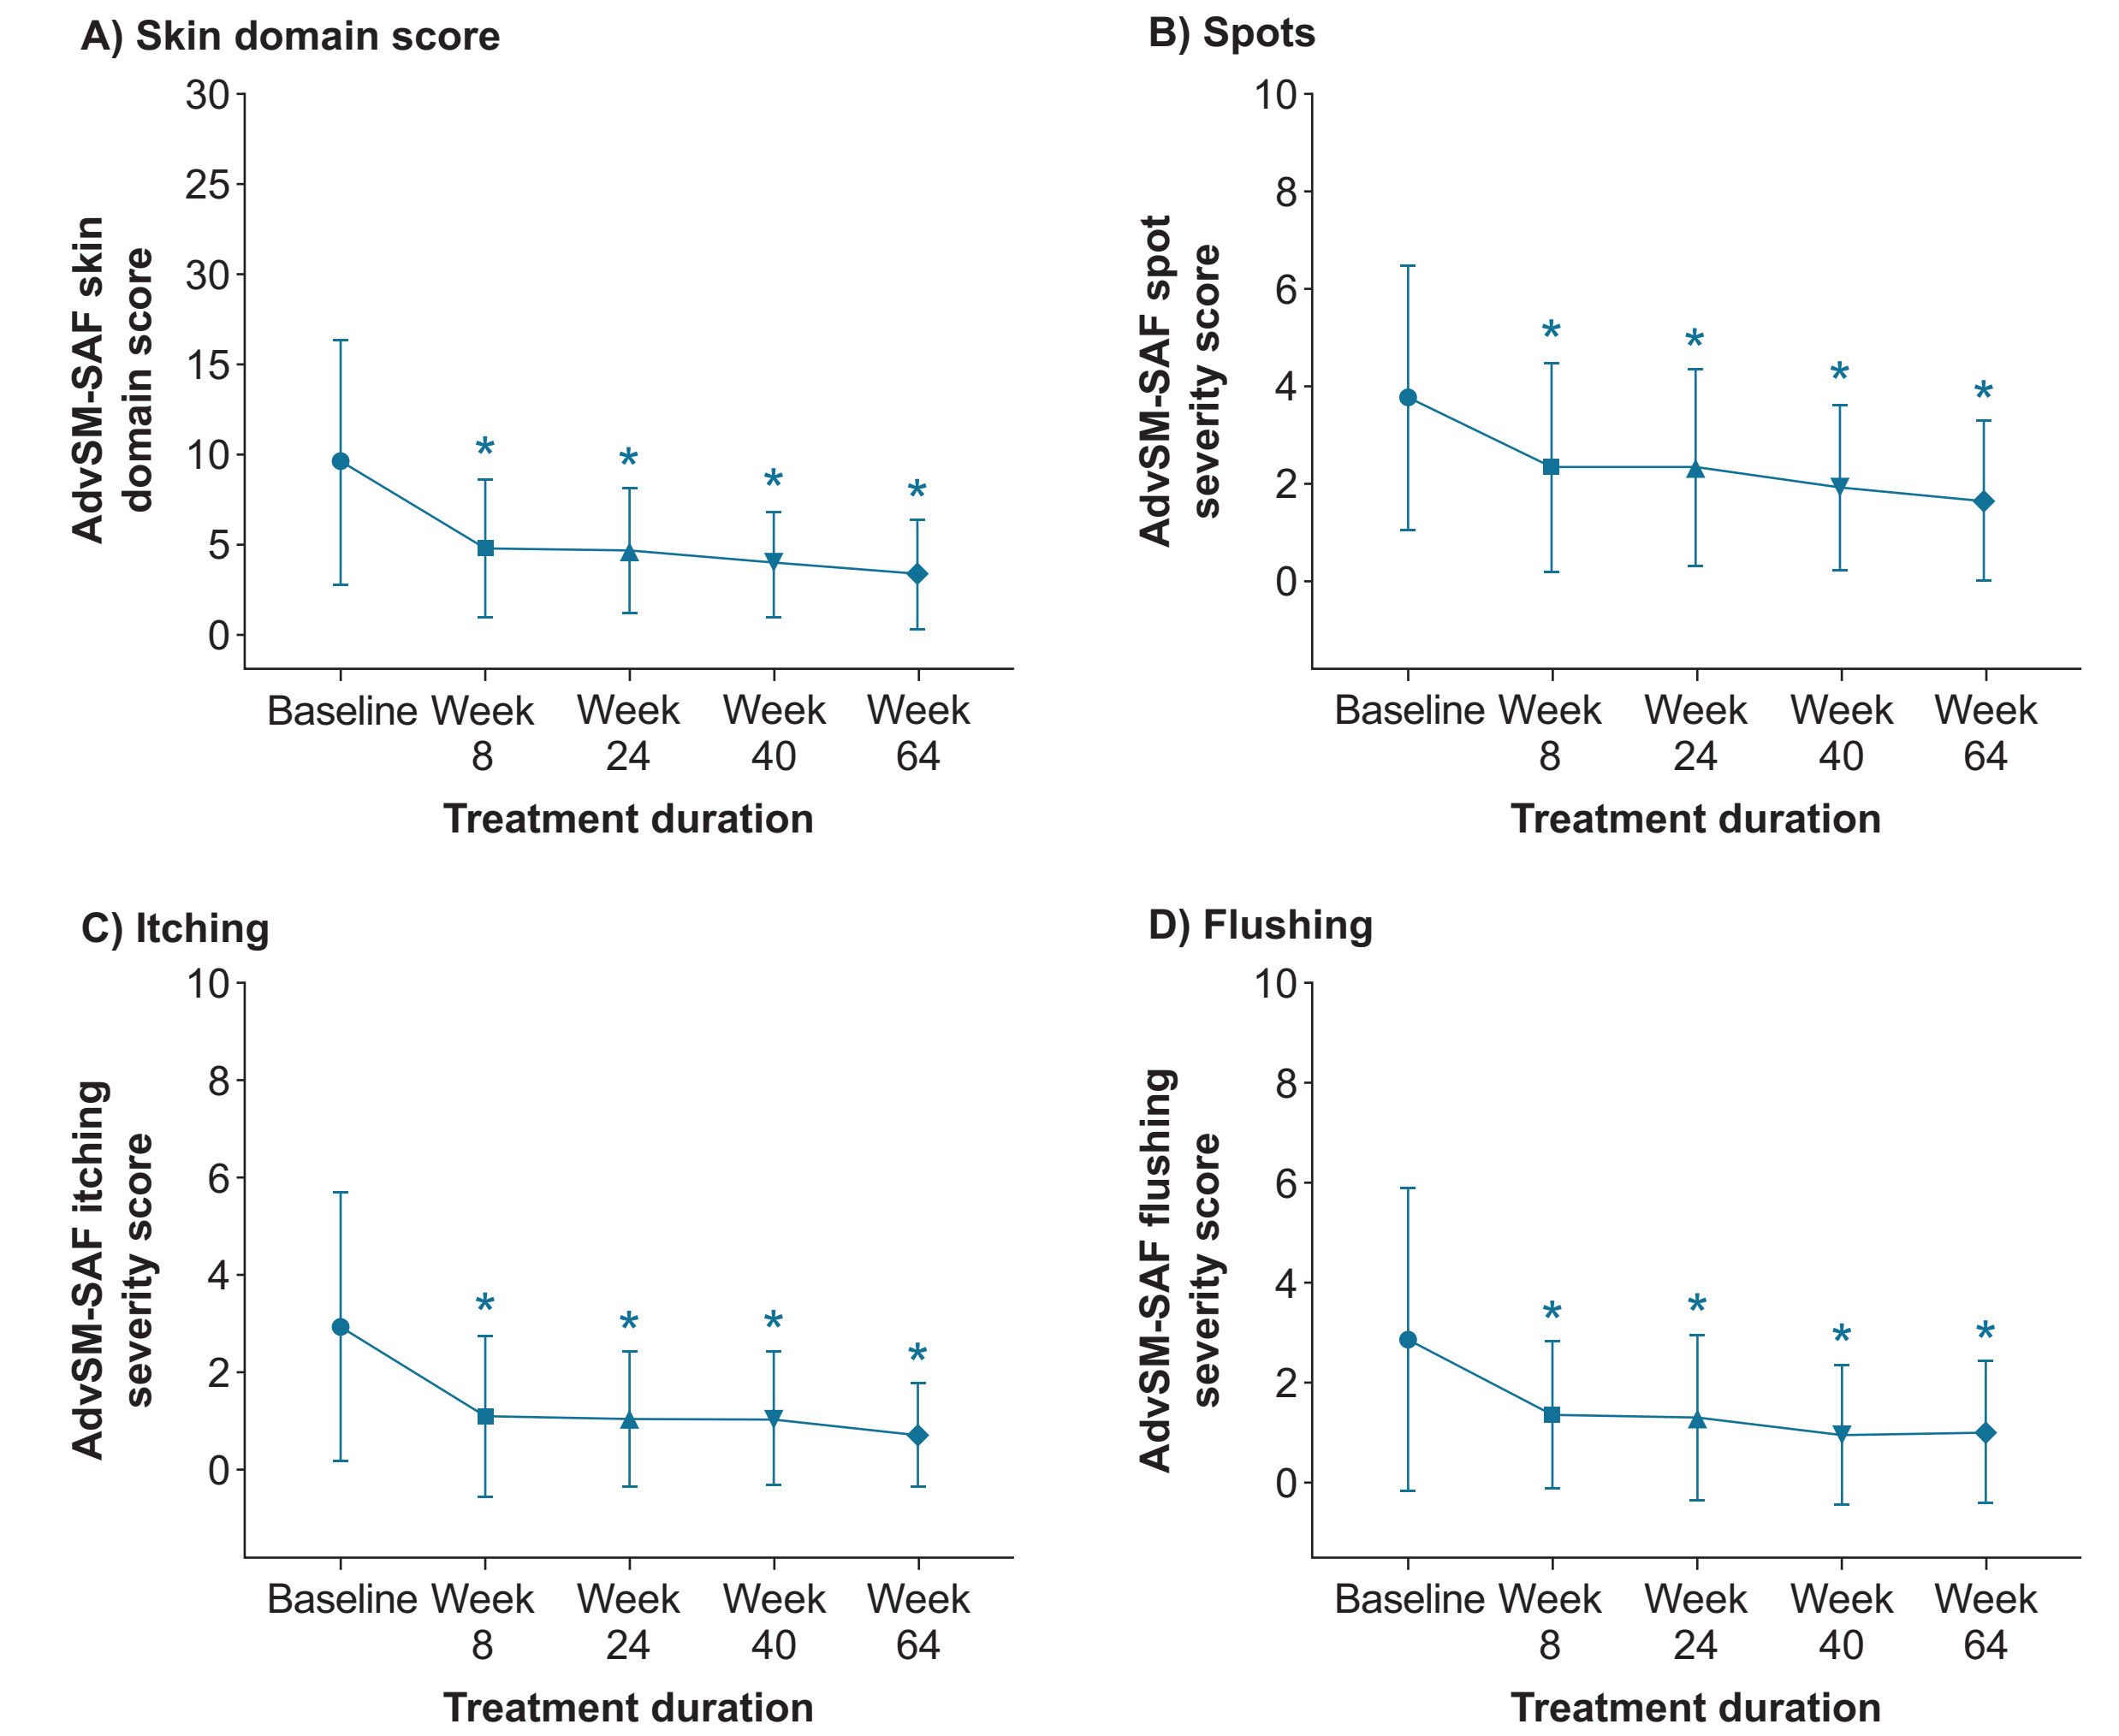 A) Skin domain score
AdvSM-SAF skin
domain score
30
25
30
15
10
5
0
*
*
*
*
Baseline Week Week Week Week
8 24 40 64
Treatment duration
B) Spots
AdvSM-SAF spot
severity score
10
8
6
4
2
0
*
*
*
*
Baseline Week Week Week Week
8 24 40 64
Treatment duration
C) Itching
AdvSM-SAF itching
severity score
10
8
6
4
2
0
*
*
*
*
Baseline Week Week Week Week
8 24 40 64
Treatment duration
D) Flushing
AdvSM-SAF flushing
severity score
10
8
6
4
2
0
*
*
*
*
Baseline Week Week Week Week
8 24 40 64
Treatment duration